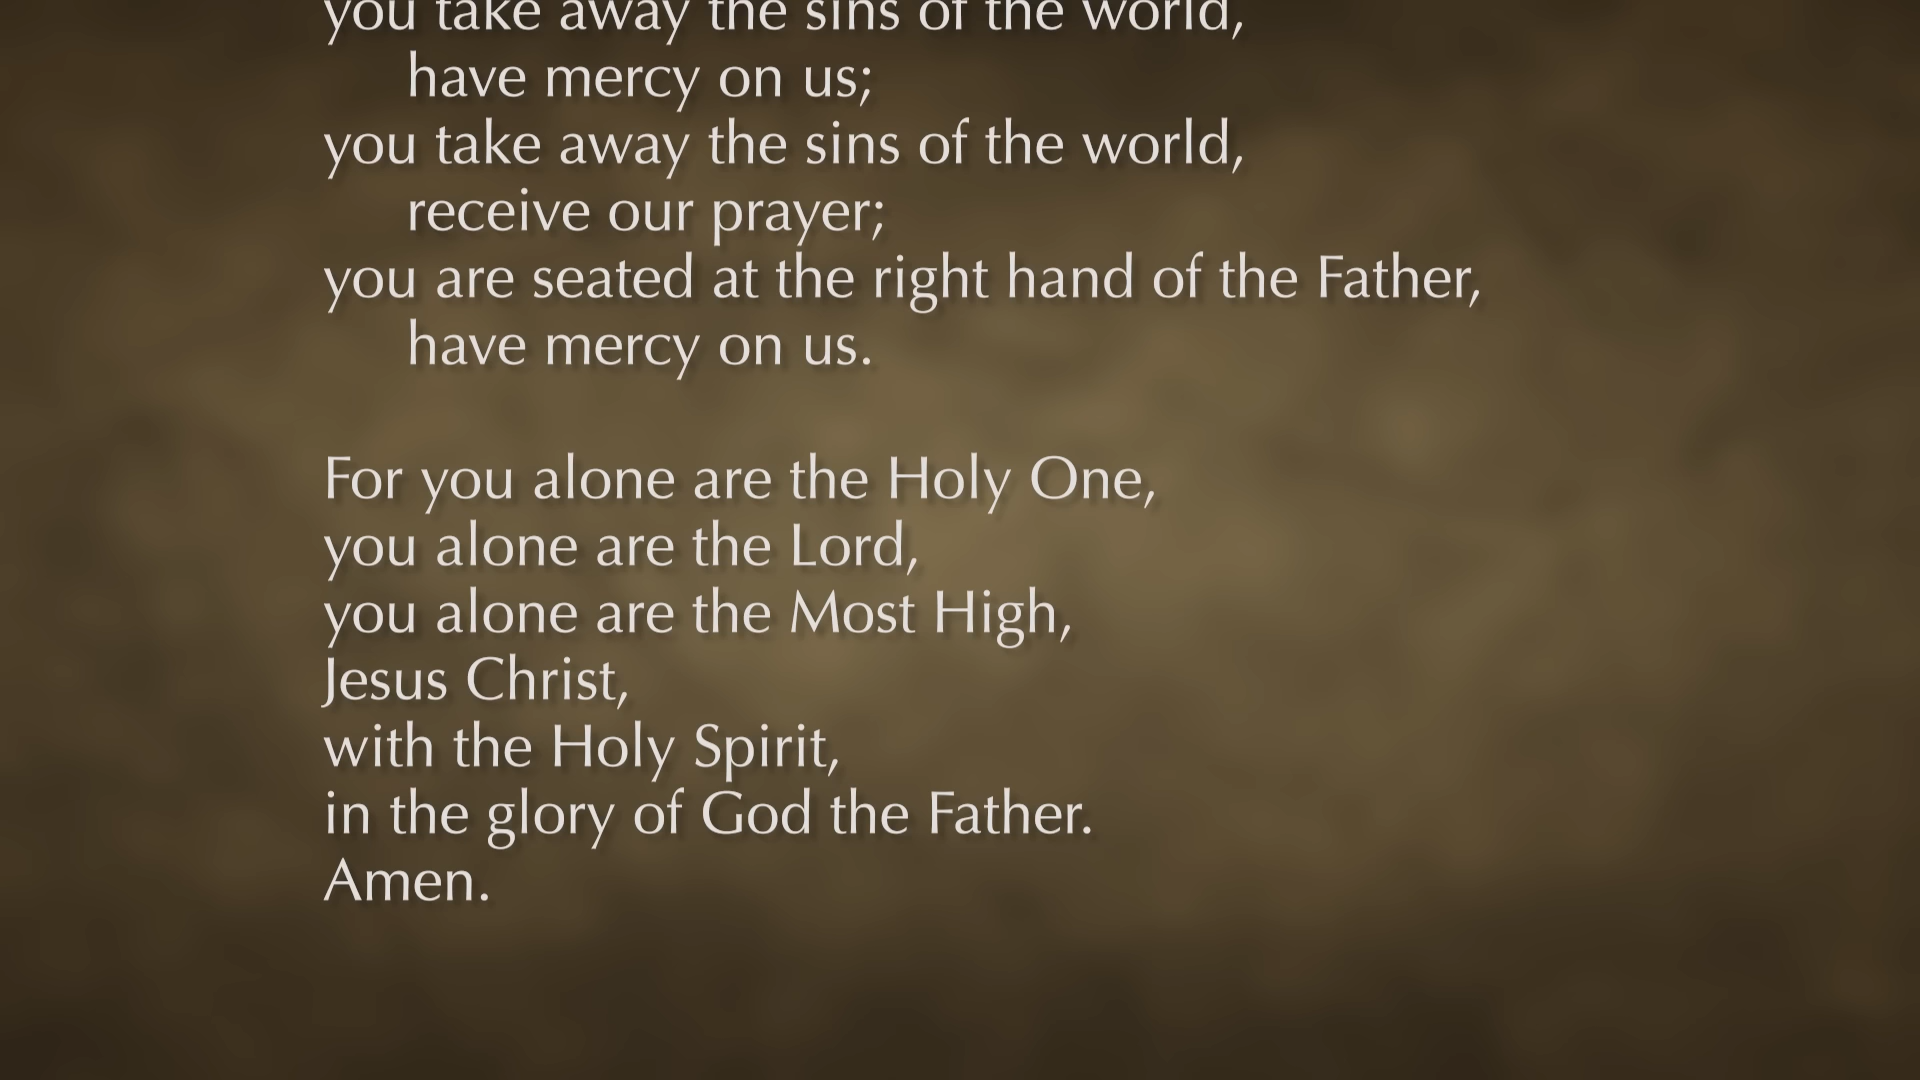 you take away the sins of the world,
have mercy on us;
you take away the sins of the world,
receive our prayer;
you are seated at the right hand of the Father,
have mercy on us.
For you alone are the Holy One,
you alone are the Lord,
you alone are the Most High,
Jesus Christ,
with the Holy Spirit,
in the glory of God the Father.
Amen.